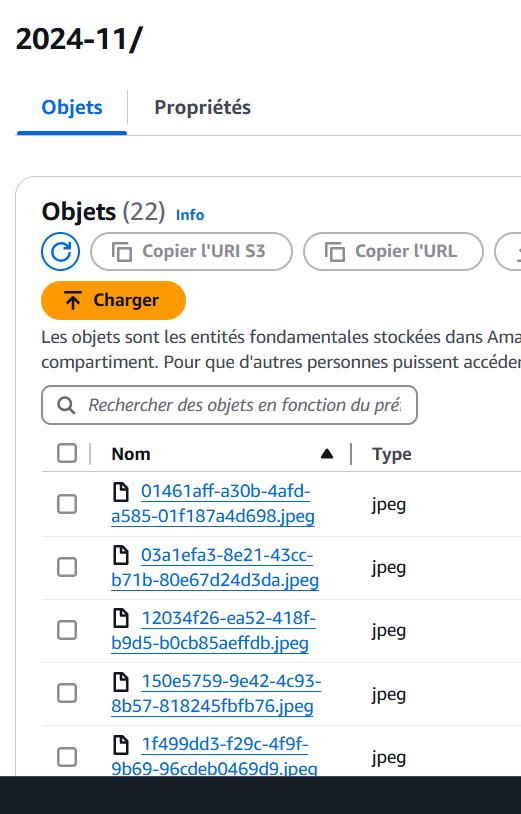 2024-11/
Objets
Propriétés
Objets (22) Info
Copier l'URI S3
Copier l'URL
Charger
Les objets sont les entités fondamentales stockées dans Ama
compartiment. Pour que d'autres personnes puissent accéder
Rechercher des objets en fonction du pré
Nom
Type
01461aff-a30b-4afd-
a585-01f187a4d698.jpeg
jpeg
03a1efa3-8e21-43cc-
b71b-80e67d24d3da.jpeg
jpeg
12034f26-ea52-418f-
b9d5-b0cb85aeffdb.jpeg
jpeg
150e5759-9e42-4c93-
8b57-818245fbfb76.jpeg
jpeg
1f499dd3-f29c-4f9f-
9b69-96cdeb0469d9.jpeg
jpeg